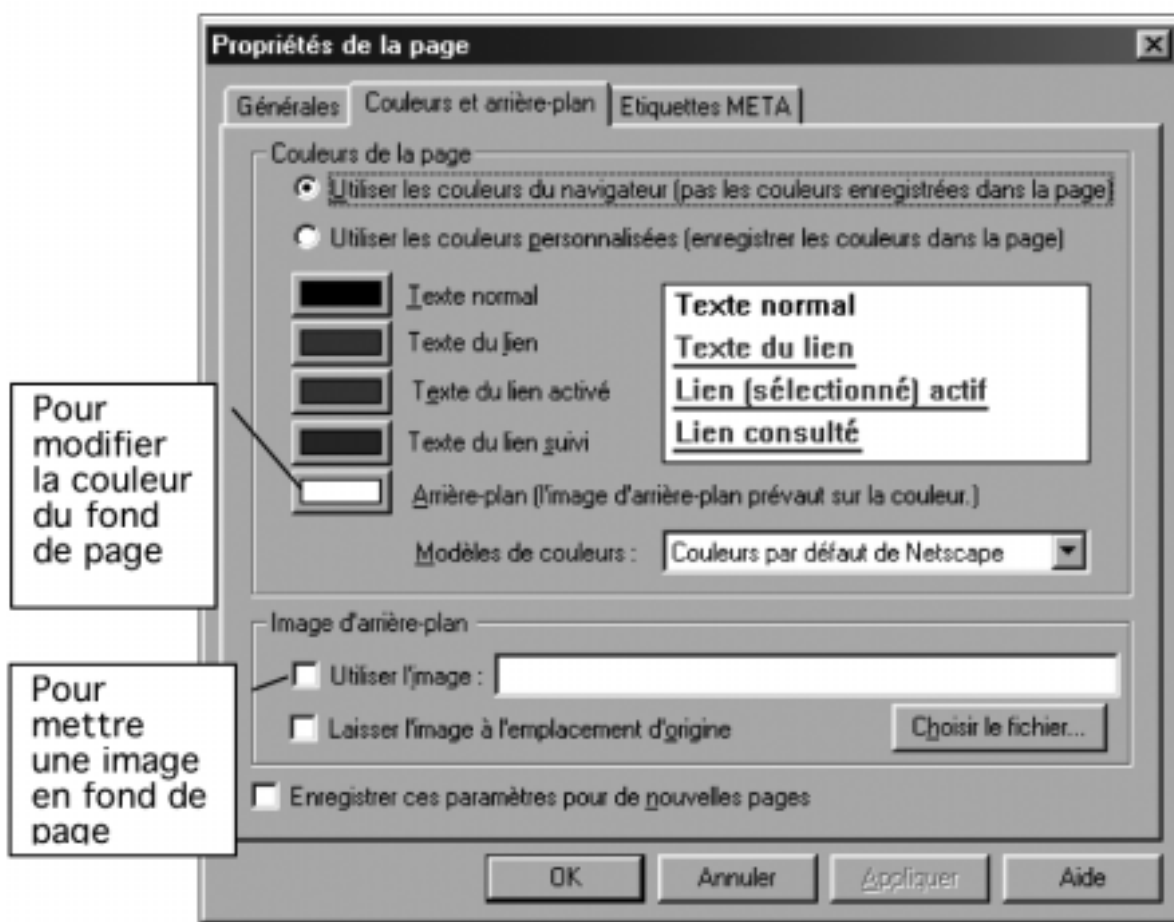 Propriétés de la page
Générales
Couleurs et arrière-plan
Etiquettes META
Couleurs de la page
Utiliser les couleurs du navigateur (pas les couleurs enregistrées dans la page)
Utiliser les couleurs personnalisées (enregistrer les couleurs dans la page)
Texte normal
Texte du lien
Texte du lien activé
Texte du lien suivi
Arrière-plan (l'image d'arrière-plan prévaut sur la couleur.)
Texte normal
Texte du lien
Lien (sélectionné) actif
Lien consulté
Modèles de couleurs : Couleurs par défaut de Netscape
Pour
modifier
la couleur
du fond
de page
Image d'arrière-plan
Utiliser l'image :
Laisser l'image à l'emplacement d'origine
Choisir le fichier...
Pour
mettre
une image
en fond de
page
Enregistrer ces paramètres pour de nouvelles pages
OK
Annuler
Appliquer
Aide